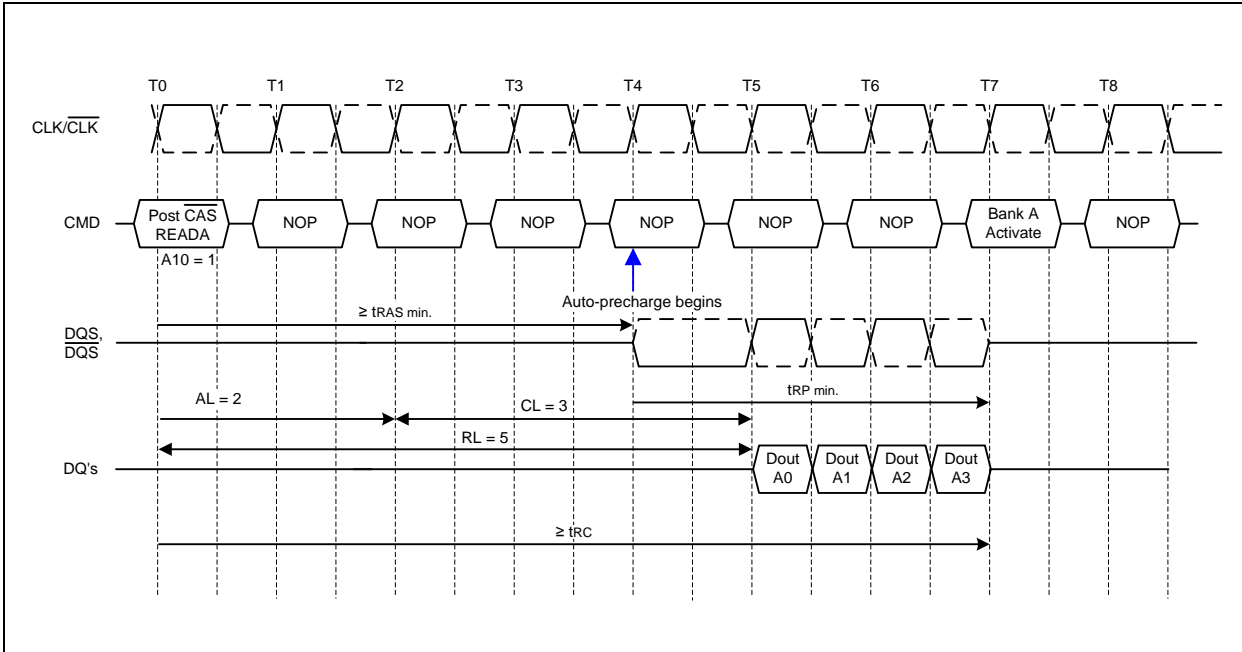 T0 T1 T2 T3 T4 T5 T6 T7 T8
CLK/CLK
CMD
Post CAS
READA
NOP NOP NOP NOP NOP NOP
Bank A
Activate
NOP
A10 = 1
Auto-precharge begins
≥ tRAS min.
DQS,
DQS
tRP min.
AL = 2
CL = 3
RL = 5
DQ's
Dout
A0
Dout
A1
Dout
A2
Dout
A3
≥ tRC